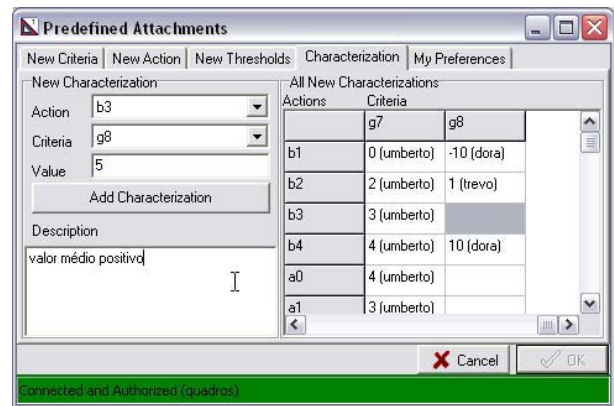 Predefined Attachments
New Criteria New Action New Thresholds Characterization My Preferences
New Characterization
Action b3
Criteria g8
Value 5
Add Characterization
Description
valor médio positivo
All New Characterizations
Actions Criteria
g7 g8
b1 0 (umberto) -10 (dora)
b2 2 (umberto) 1 (trevo)
b3 3 (umberto)
b4 4 (umberto) 10 (dora)
a0 4 (umberto)
a1 3 (umberto)
Cancel OK
Connected and Authorized (quadros)